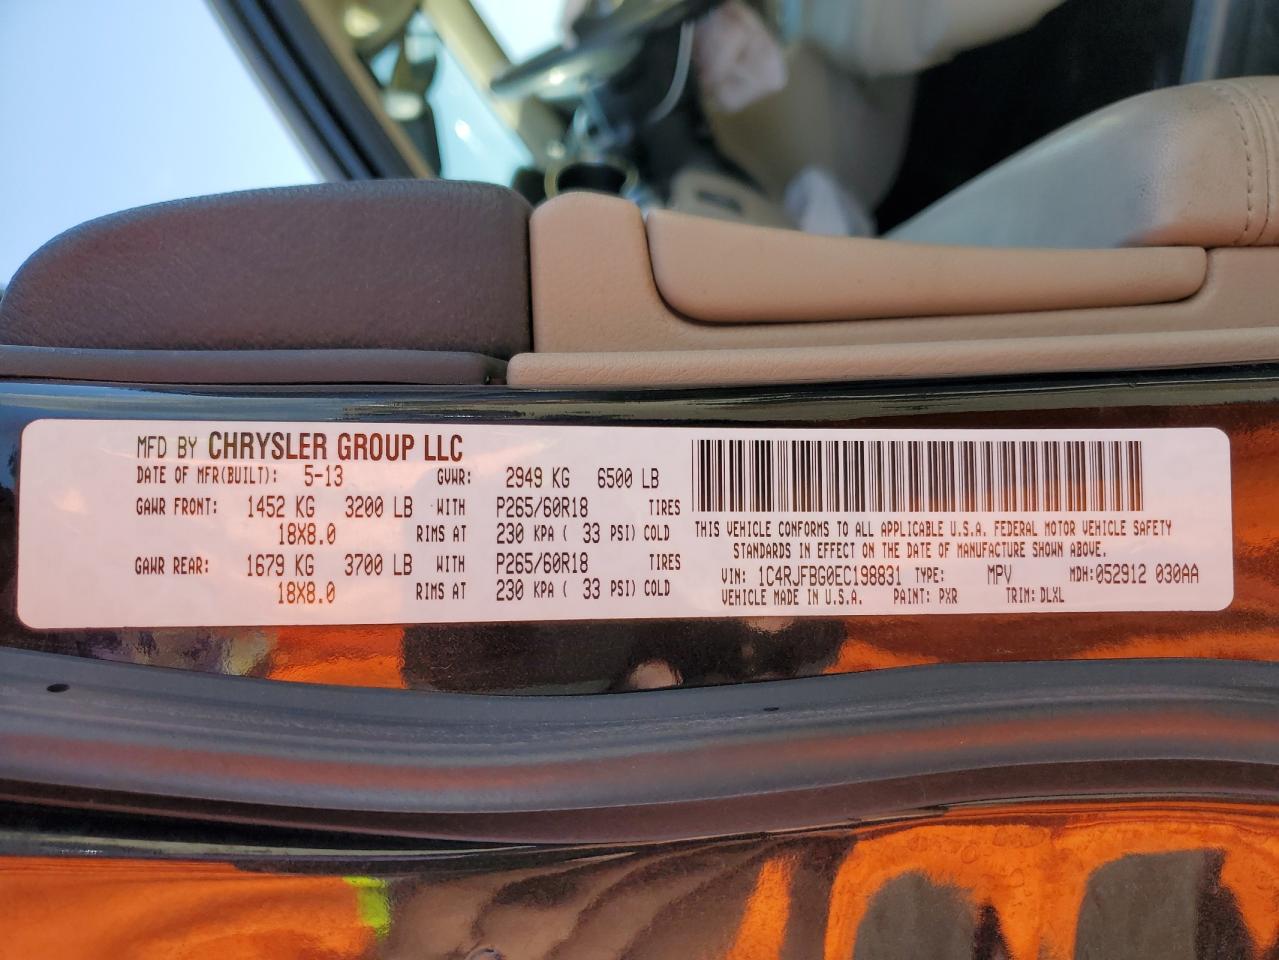 MFD BY CHRYSLER GROUP LLC
DATE OF MFR(BUILT): 5-13 GVWR: 2949 KG 6500 LB
GAWR FRONT: 1452 KG 3200 LB WITH P265/60R18 TIRES
18X8.0 RIMS AT 230 KPA ( 33 PSI) COLD
GAWR REAR: 1679 KG 3700 LB WITH P265/60R18 TIRES
18X8.0 RIMS AT 230 KPA ( 33 PSI) COLD
THIS VEHICLE CONFORMS TO ALL APPLICABLE U.S.A. FEDERAL MOTOR VEHICLE SAFETY
STANDARDS IN EFFECT ON THE DATE OF MANUFACTURE SHOWN ABOVE.
VIN: 1C4RJFBG0EC198831 TYPE: MPV MDH:052912 030AA
VEHICLE MADE IN U.S.A. PAINT: PXR TRIM: DLXL